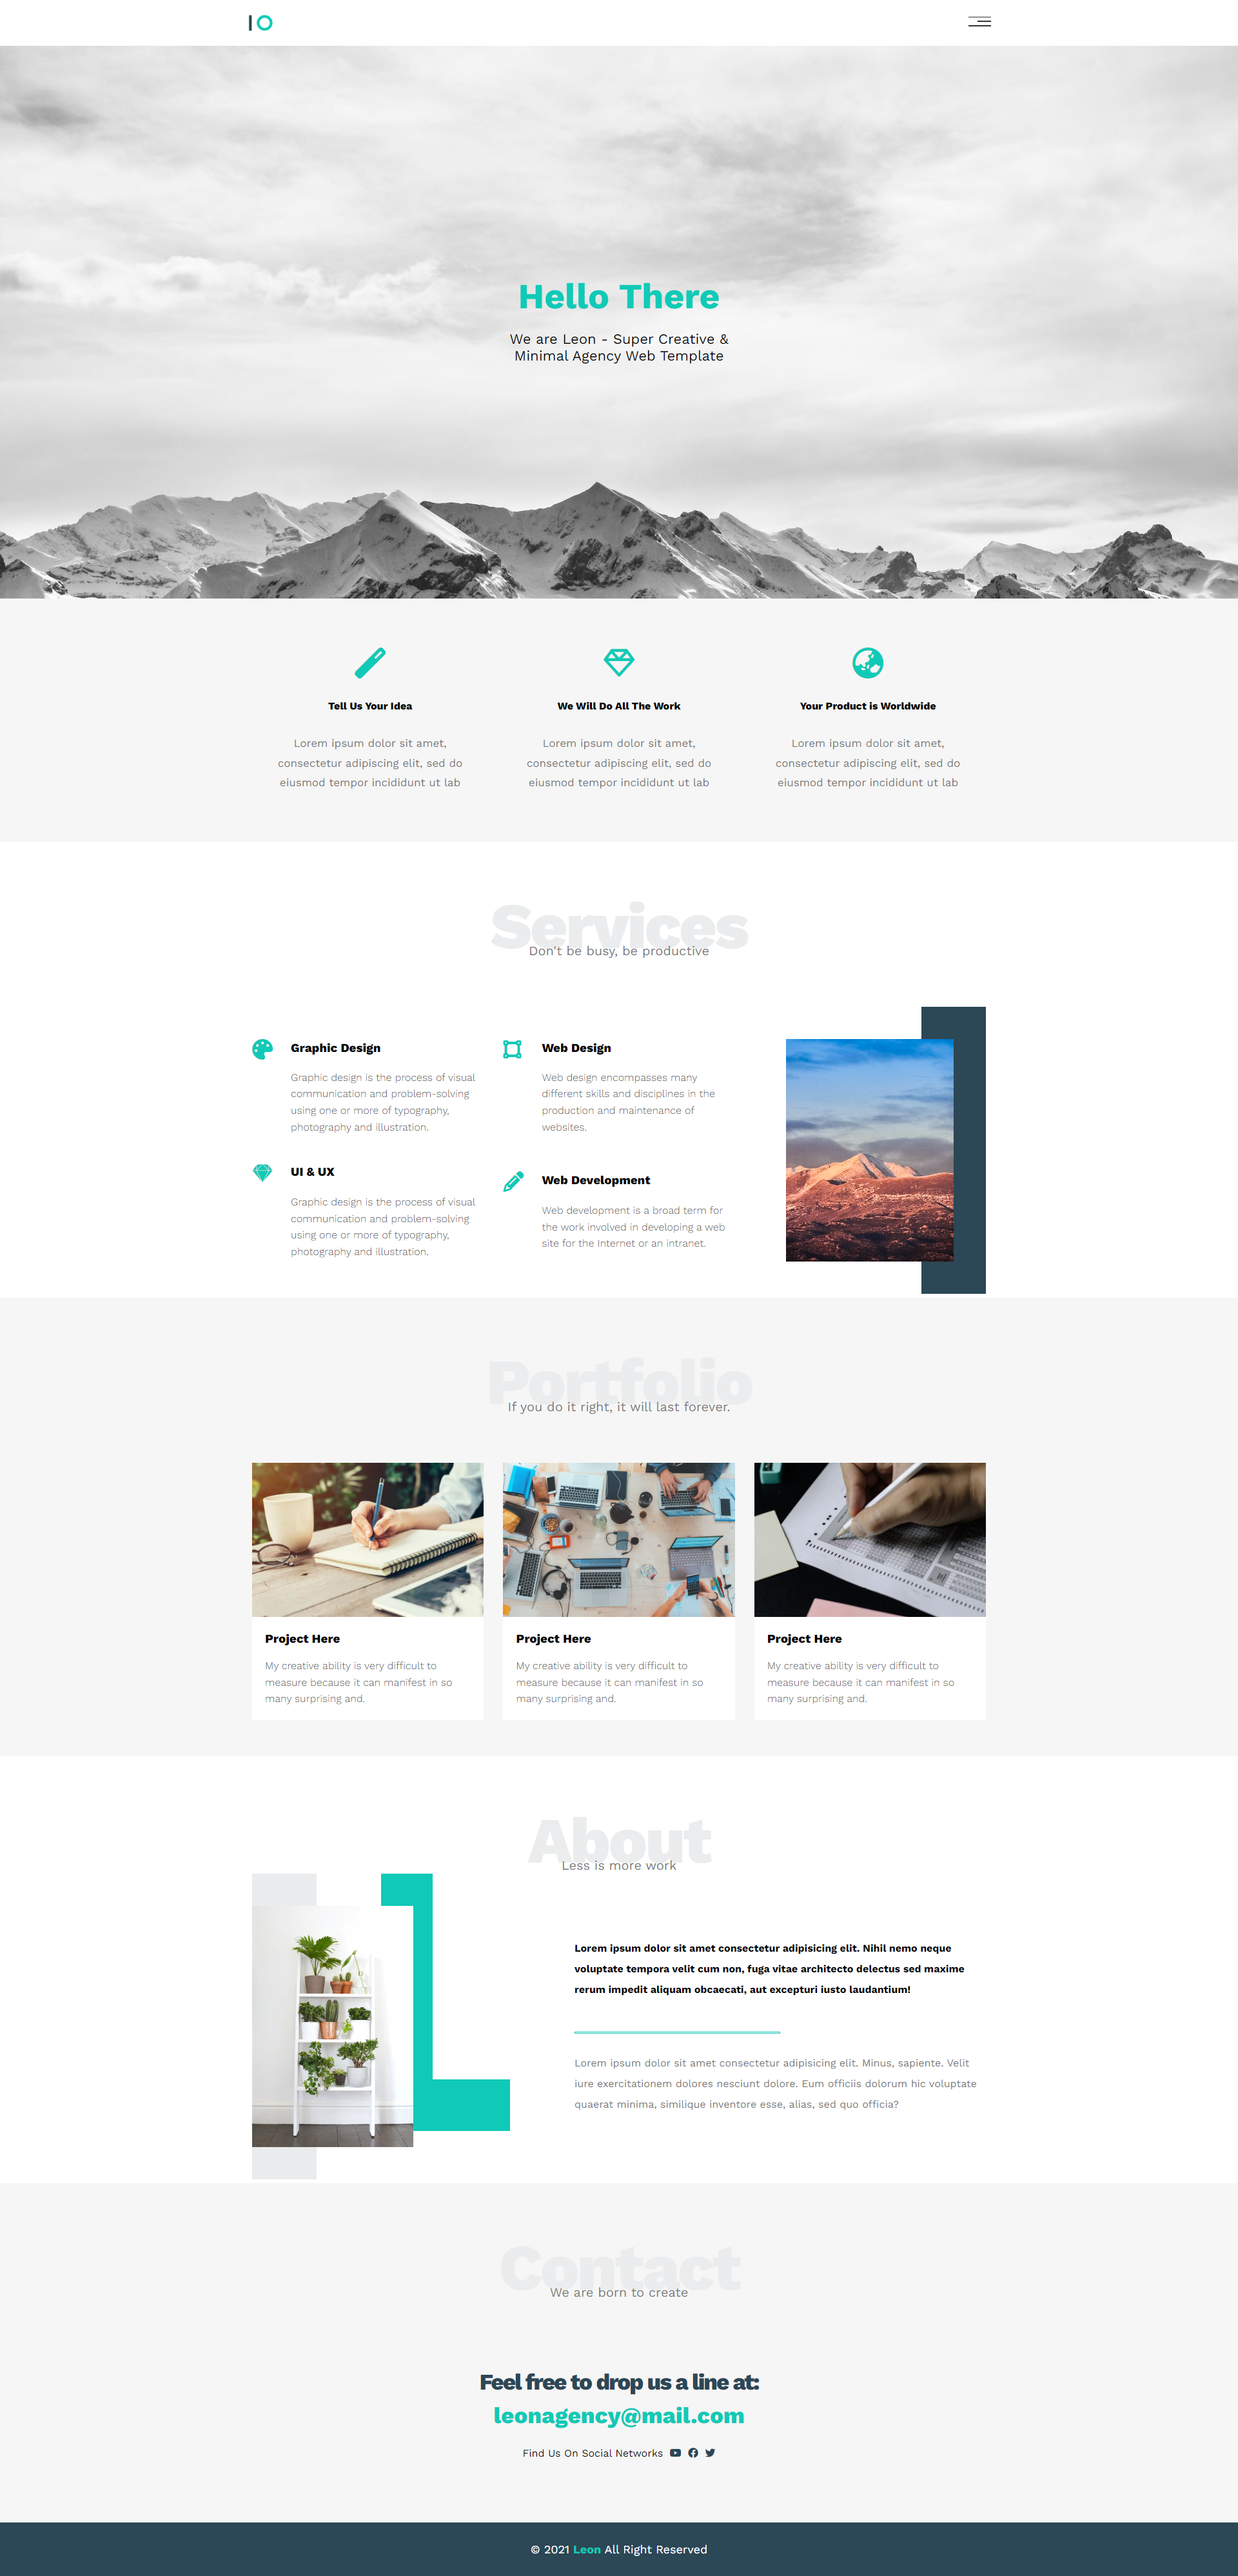 IO
Hello There
We are Leon - Super Creative &
Minimal Agency Web Template
Tell Us Your Idea
Lorem ipsum dolor sit amet,
consectetur adipiscing elit, sed do
eiusmod tempor incididunt ut lab
We Will Do All The Work
Lorem ipsum dolor sit amet,
consectetur adipiscing elit, sed do
eiusmod tempor incididunt ut lab
Your Product is Worldwide
Lorem ipsum dolor sit amet,
consectetur adipiscing elit, sed do
eiusmod tempor incididunt ut lab
Services
Don't be busy, be productive
Graphic Design
Graphic design is the process of visual
communication and problem-solving
using one or more of typography,
photography and illustration.
UI & UX
Graphic design is the process of visual
communication and problem-solving
using one or more of typography,
photography and illustration.
Web Design
Web design encompasses many
different skills and disciplines in the
production and maintenance of
websites.
Web Development
Web development is a broad term for
the work involved in developing a web
site for the Internet or an intranet.
Portfolio
If you do it right, it will last forever.
Project Here
My creative ability is very difficult to
measure because it can manifest in so
many surprising and.
Project Here
My creative ability is very difficult to
measure because it can manifest in so
many surprising and.
Project Here
My creative ability is very difficult to
measure because it can manifest in so
many surprising and.
About
Less is more work
Lorem ipsum dolor sit amet consectetur adipisicing elit. Nihil nemo neque
voluptate tempora velit cum non, fuga vitae architecto delectus sed maxime
rerum impedit aliquam obcaecati, aut excepturi iusto laudantium!
Lorem ipsum dolor sit amet consectetur adipisicing elit. Minus, sapiente. Velit
iure exercitationem dolores nesciunt dolore. Eum officiis dolorum hic voluptate
quaerat minima, similique inventore esse, alias, sed quo officia?
Contact
We are born to create
Feel free to drop us a line at:
leonagency@mail.com
Find Us On Social Networks
© 2021 Leon All Right Reserved